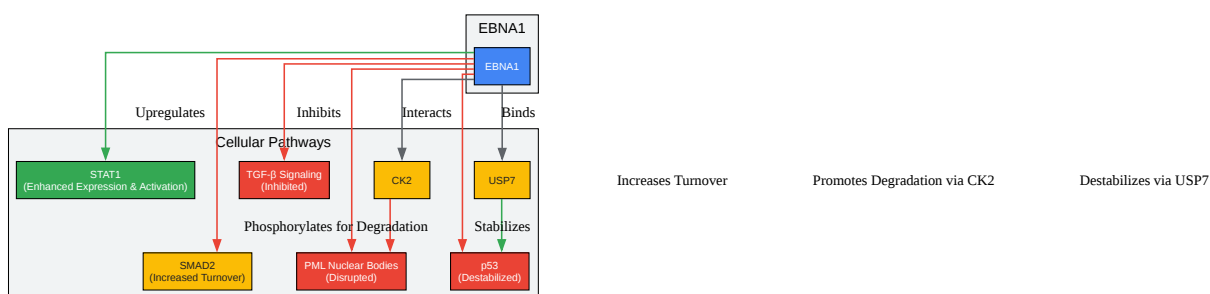 EBNA1
EBNA1
Upregulates
Inhibits
Interacts
Binds
Cellular Pathways
STAT1
(Enhanced Expression & Activation)
TGF-β Signaling
(Inhibited)
CK2
USP7
Increases Turnover
Promotes Degradation via CK2
Destabilizes via USP7
Phosphorylates for Degradation
Stabilizes
SMAD2
(Increased Turnover)
PML Nuclear Bodies
(Disrupted)
p53
(Destabilized)